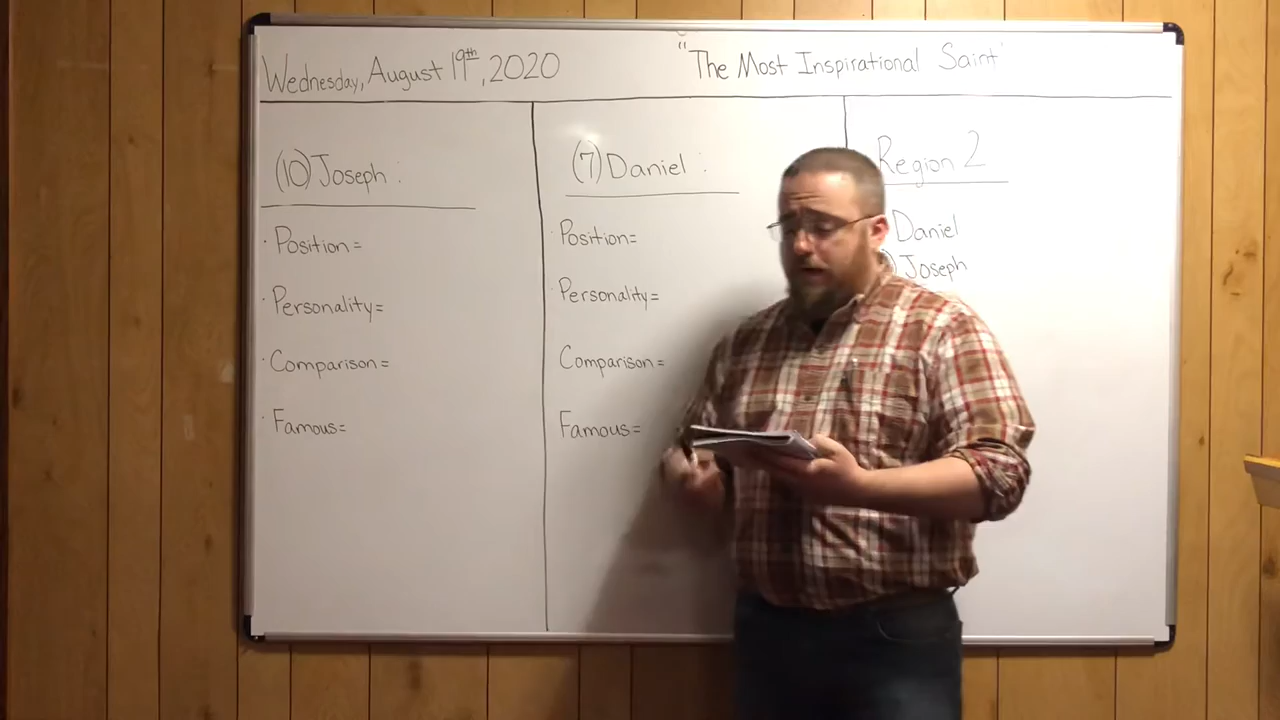 Wednesday, August 19th, 2020
"The Most Inspirational Saint"
(10) Joseph :
· Position=
· Personality=
· Comparison=
· Famous=
(7) Daniel :
· Position=
Personality=
Comparison=
Famous=
Region 2
Daniel
) Joseph